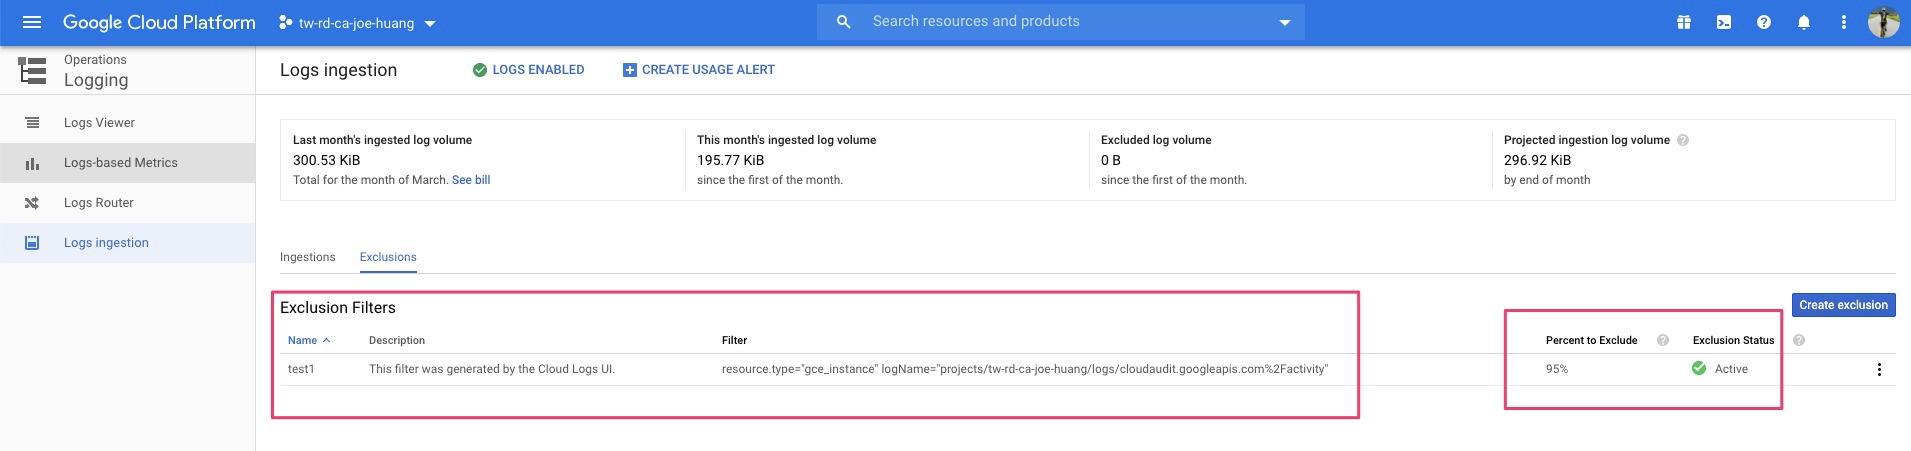 Google Cloud Platform
tw-rd-ca-joe-huang
Search resources and products
Operations
Logging
Logs Viewer
Logs-based Metrics
Logs Router
Logs ingestion
Logs ingestion
LOGS ENABLED
CREATE USAGE ALERT
Last month's ingested log volume
300.53 KiB
Total for the month of March. See bill
This month's ingested log volume
195.77 KiB
since the first of the month.
Excluded log volume
0 B
since the first of the month.
Projected ingestion log volume
296.92 KiB
by end of month
Ingestions
Exclusions
Exclusion Filters
Create exclusion
Name Description Filter Percent to Exclude Exclusion Status
test1 This filter was generated by the Cloud Logs UI. resource.type="gce_instance" logName="projects/tw-rd-ca-joe-huang/logs/cloudaudit.googleapis.com%2Factivity" 95% Active